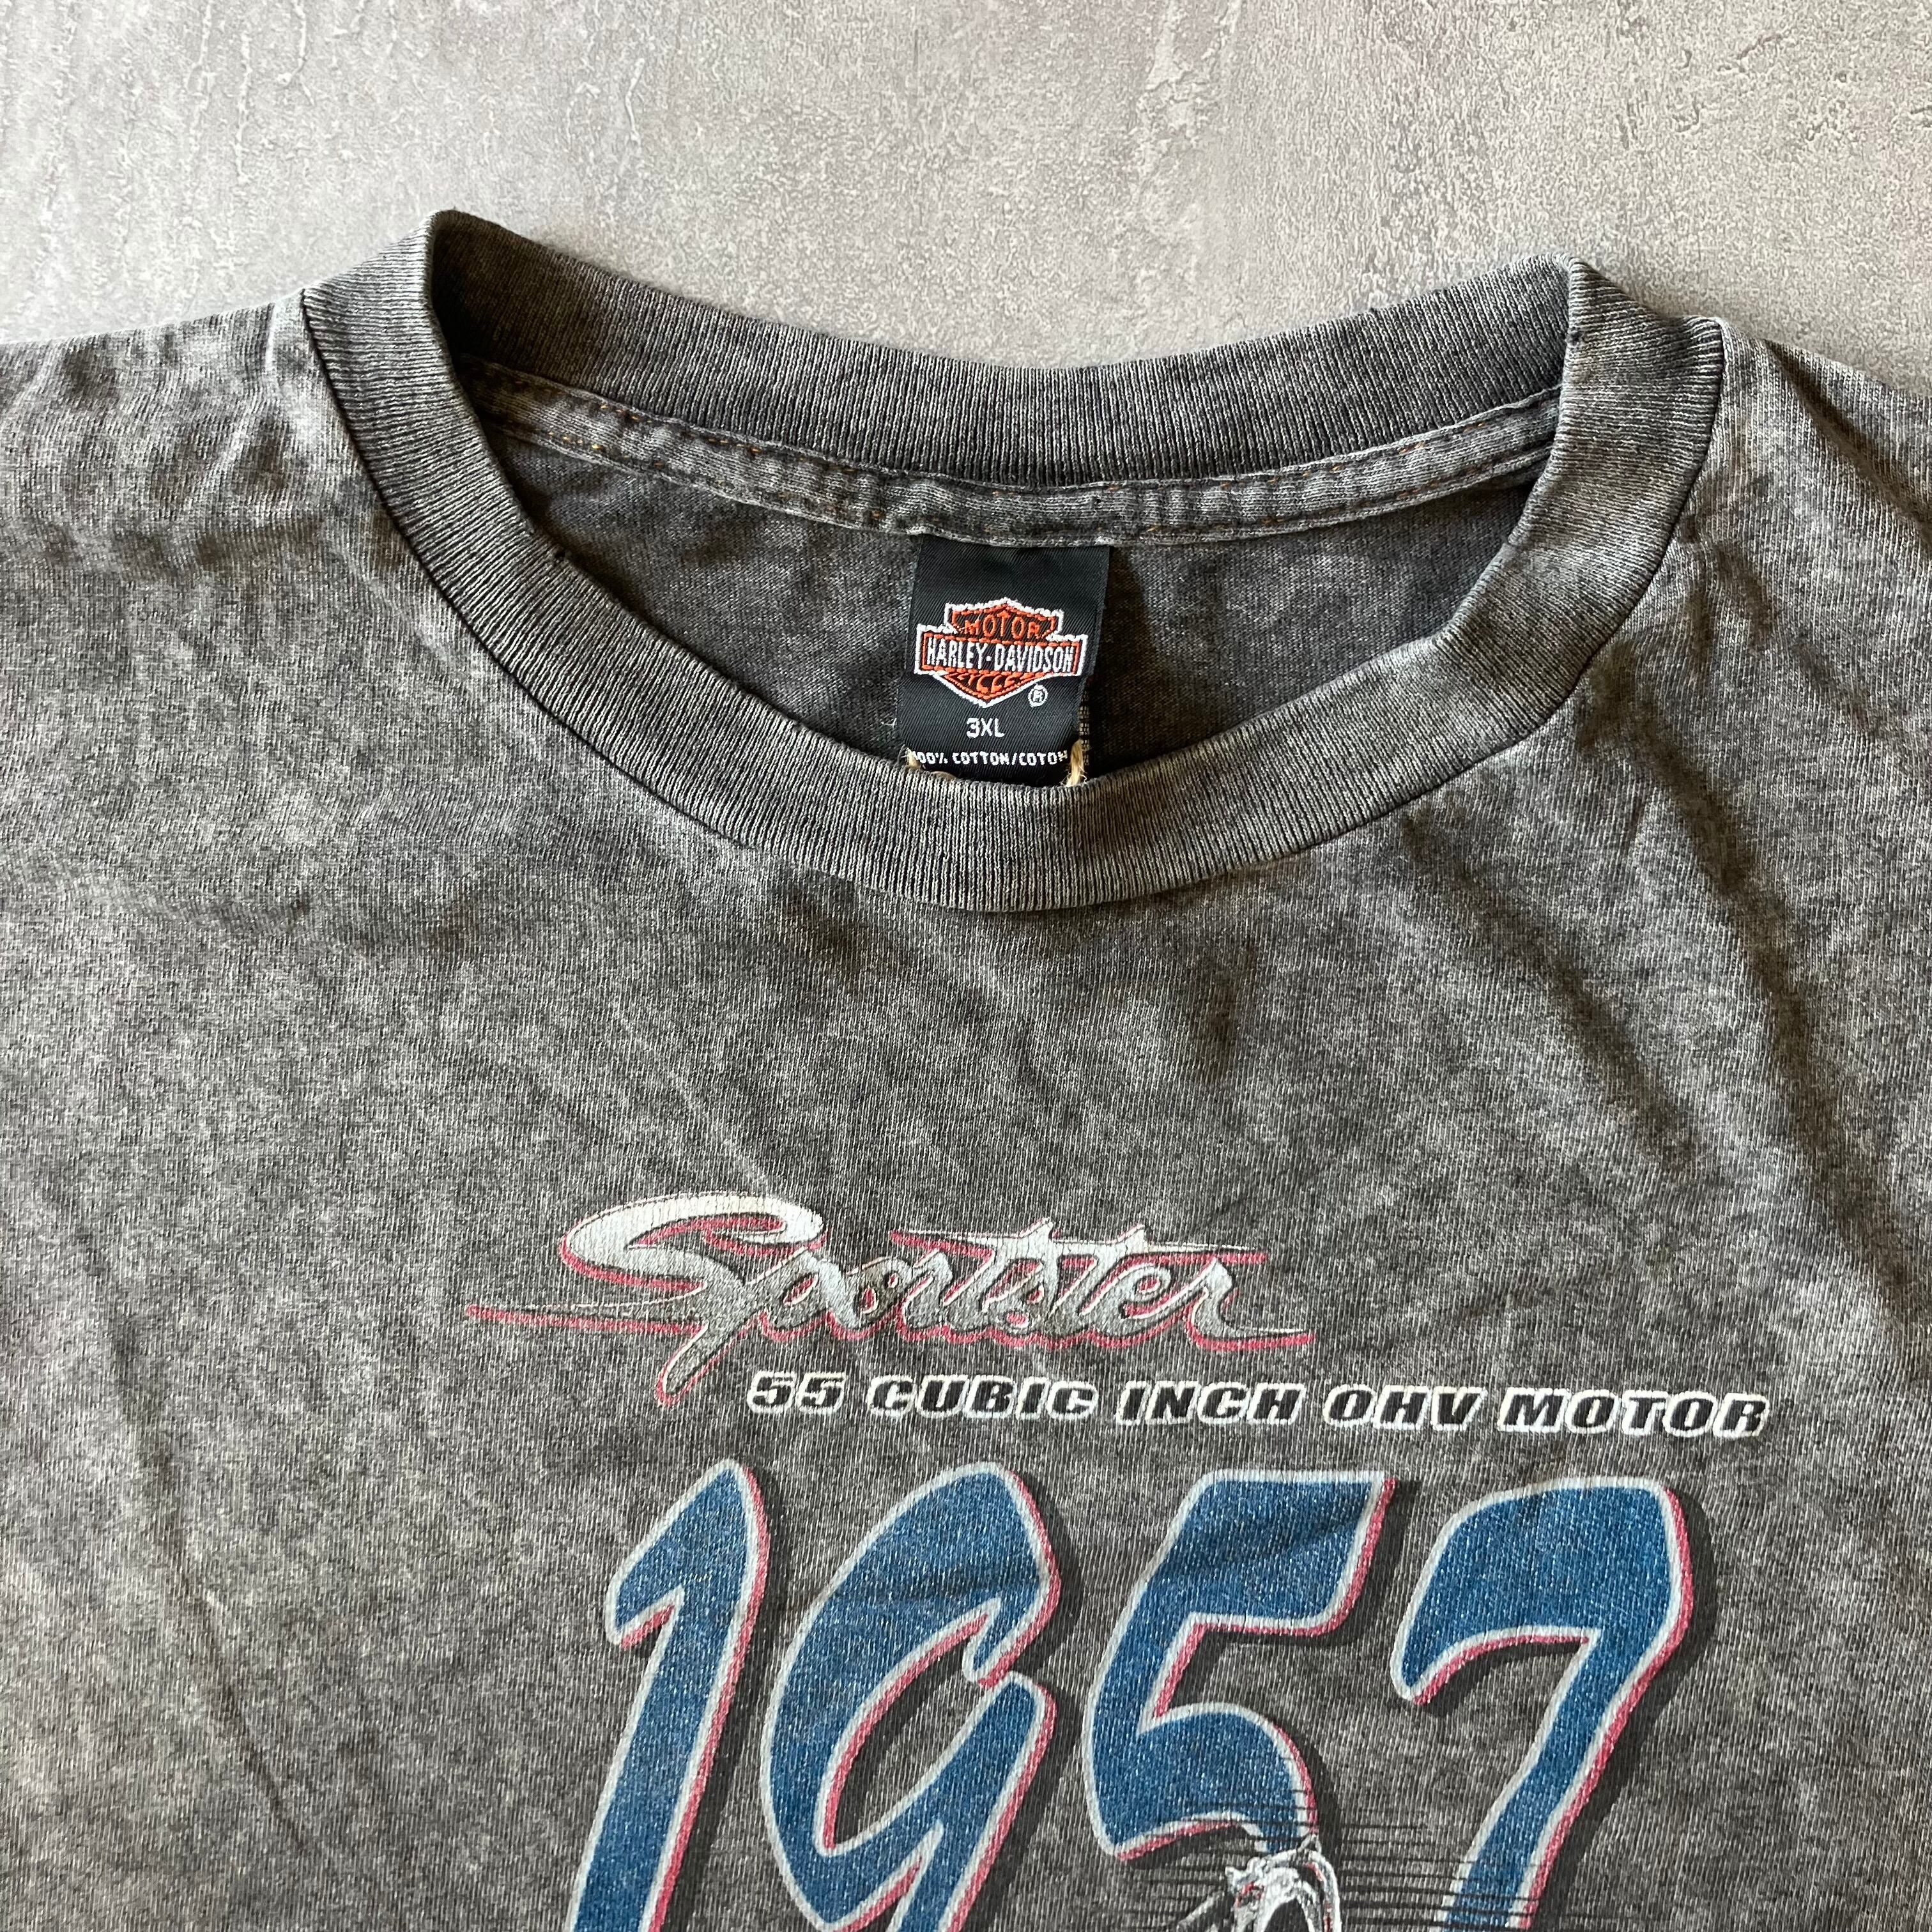 MOTOR
HARLEY-DAVIDSON
CYCLES
®
3XL
100% COTTON/COTON
Sportster
55 CUBIC INCH OHV MOTOR
1957